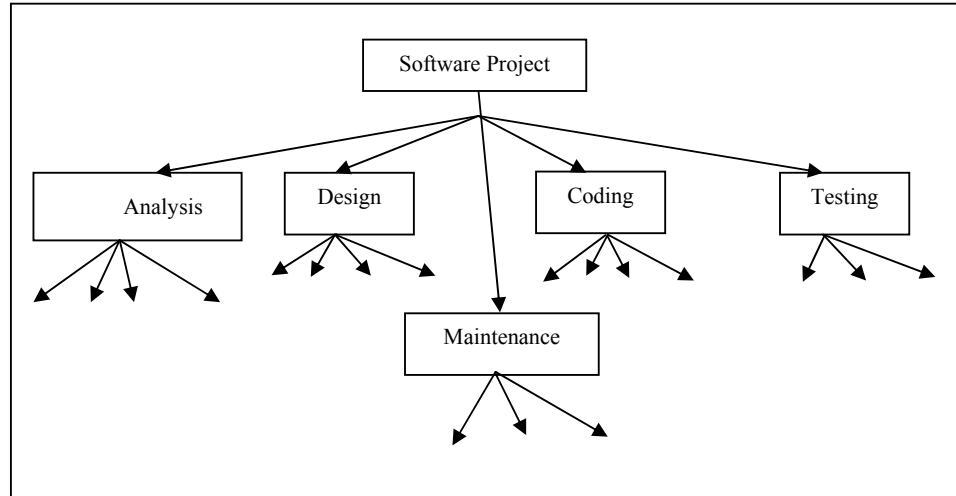 Software Project
Analysis
Design
Coding
Testing
Maintenance